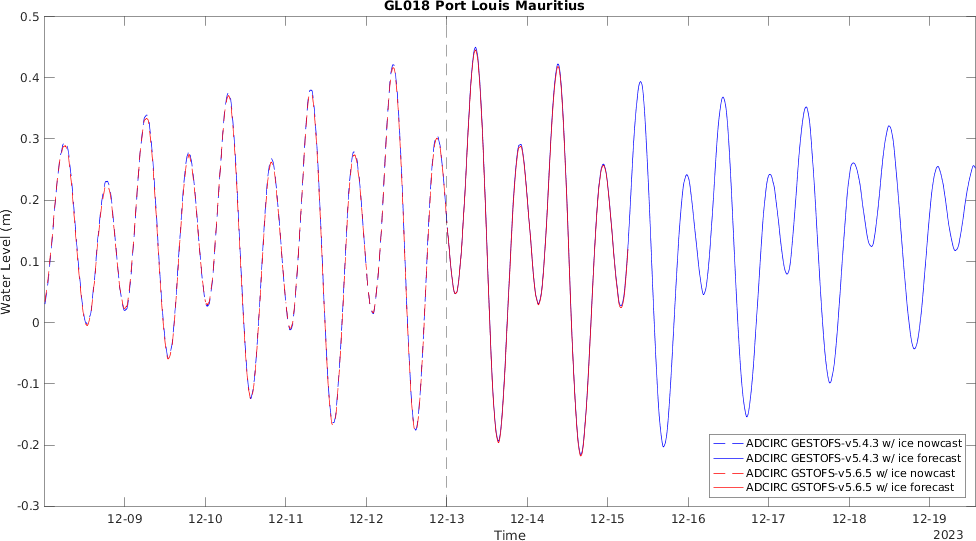 GL018 Port Louis Mauritius
0.5
0.4
0.3
0.2
0.1
0
-0.1
-0.2
-0.3
Water Level (m)
ADCIRC GESTOFS-v5.4.3 w/ ice nowcast
ADCIRC GESTOFS-v5.4.3 w/ ice forecast
ADCIRC GSTOFS-v5.6.5 w/ ice nowcast
ADCIRC GSTOFS-v5.6.5 w/ ice forecast
12-09 12-10 12-11 12-12 12-13 12-14 12-15 12-16 12-17 12-18 12-19
Time
2023